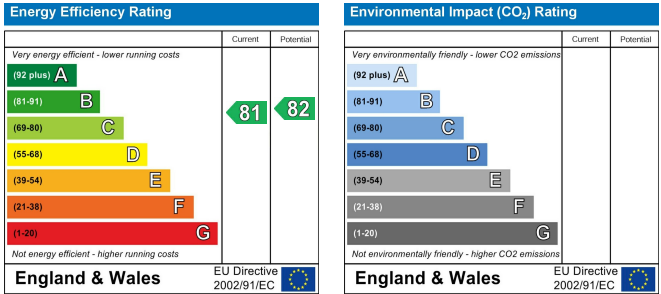 Energy Efficiency Rating
Current Potential
Very energy efficient - lower running costs
(92 plus) A
(81-91) B
81 82
(69-80) C
(55-68) D
(39-54) E
(21-38) F
(1-20) G
Not energy efficient - higher running costs
England & Wales
EU Directive
2002/91/EC
Environmental Impact (CO₂) Rating
Current Potential
Very environmentally friendly - lower CO2 emissions
(92 plus) A
(81-91) B
(69-80) C
(55-68) D
(39-54) E
(21-38) F
(1-20) G
Not environmentally friendly - higher CO2 emissions
England & Wales
EU Directive
2002/91/EC